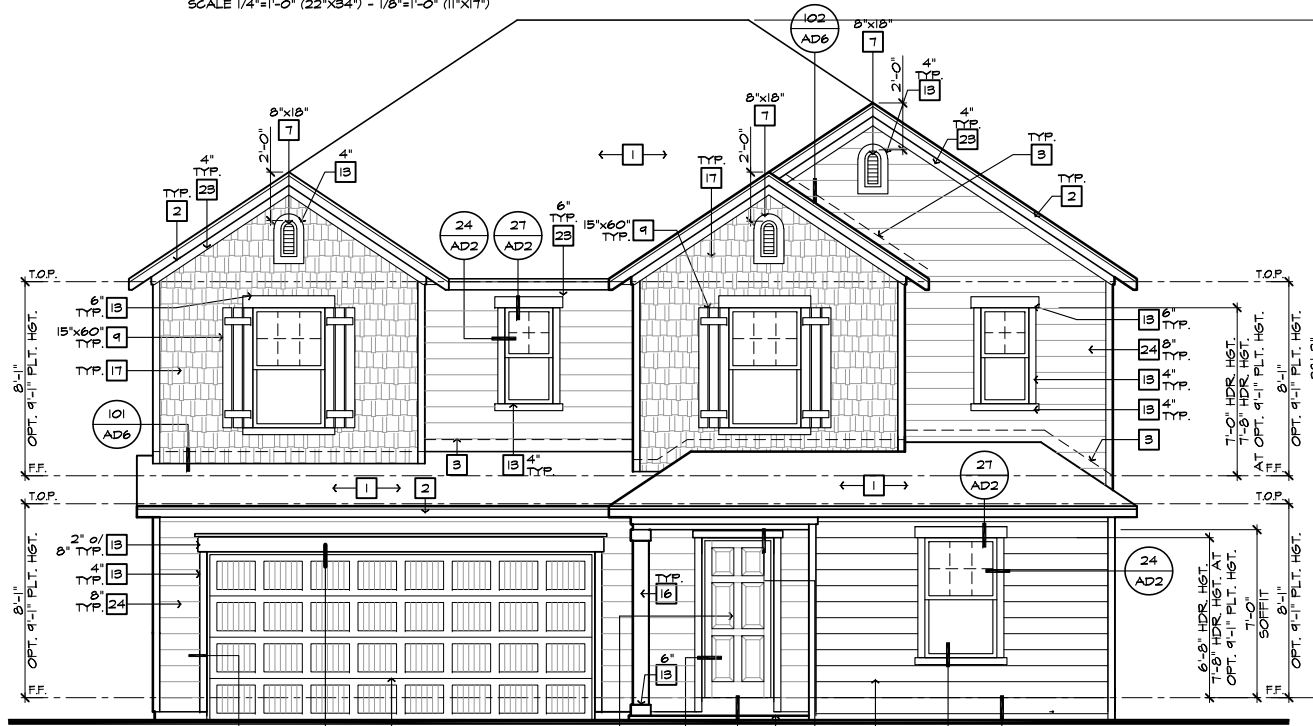 SCALE 1/4"=1'-0" (22"X34") - 1/8"=1'-0" (11"X17")
102
AD6
8"x18"
7
2'-0"
4"
TYP.
13
4"
TYP.
23
TYP.
3
TYP.
2
8"x18"
7
2'-0"
4"
13
4"
TYP.
23
TYP.
2
1
8"x18"
7
2'-0"
TYP.
17
24
AD2
27
AD2
6"
TYP.
23
15"x60"
TYP.
9
T.O.P.
T.O.P.
6"
TYP.
13
15"x60"
TYP.
9
TYP.
17
101
AD6
8'-1"
OPT. 9'-1" PLT. HGT.
F.F.
13
6"
TYP.
24
8"
TYP.
13
4"
TYP.
13
4"
TYP.
3
7'-0" HDR. HGT.
7'-8" HDR. HGT.
AT OPT. 9'-1" PLT. HGT.
8'-1"
OPT. 9'-1" PLT. HGT.
F.F.
3
13
4"
TYP.
1
2
1
27
AD2
T.O.P.
T.O.P.
2" o/
8" TYP.
13
4"
TYP.
13
8"
TYP.
24
8'-1"
OPT. 9'-1" PLT. HGT.
F.F.
TYP.
16
6"
13
24
AD2
6'-8" HDR. HGT.
7'-8" HDR. HGT. AT
OPT. 9'-1" PLT. HGT.
7'-0"
SOFFIT
8'-1"
OPT. 9'-1" PLT. HGT.
F.F.